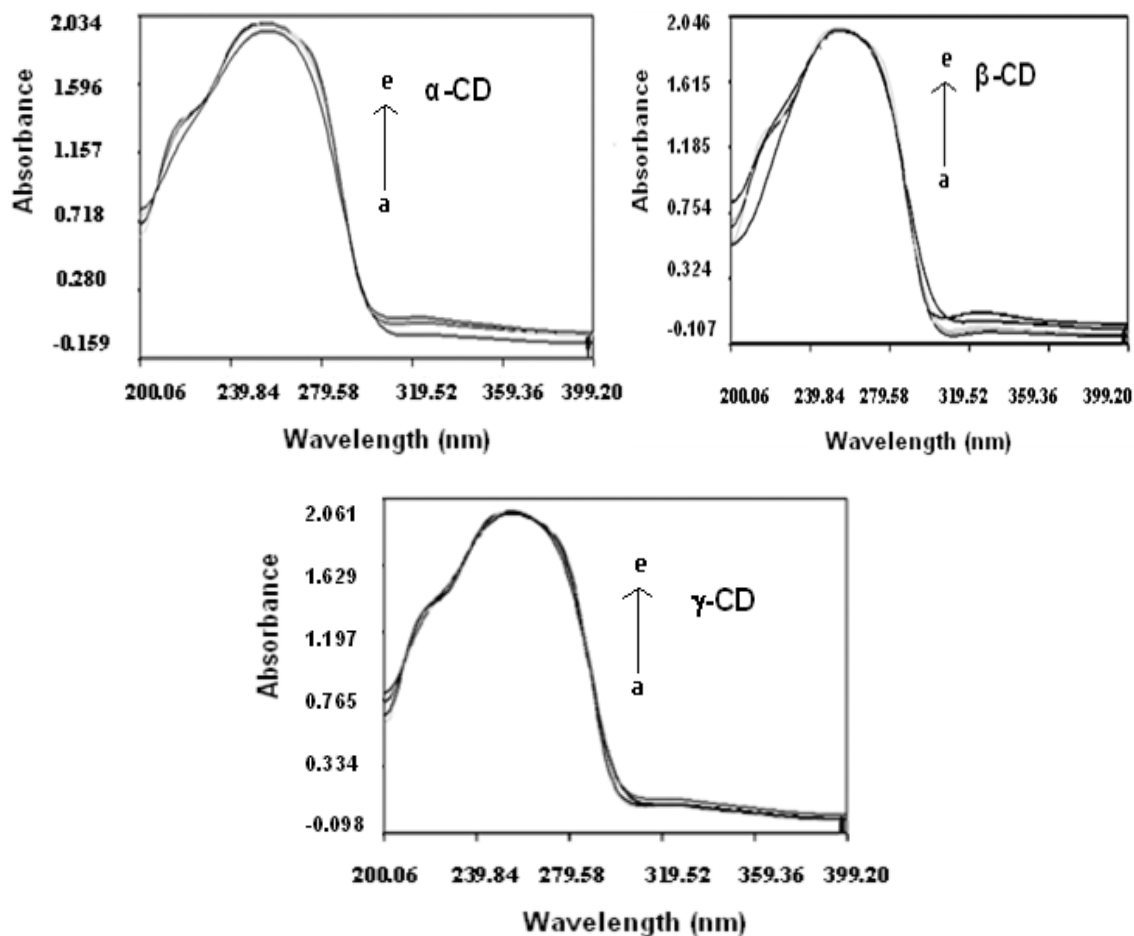 2.034
1.596
1.157
0.718
0.280
-0.159
Absorbance
e
α-CD
a
200.06 239.84 279.58 319.52 359.36 399.20
Wavelength (nm)
2.046
1.615
1.185
0.754
0.324
-0.107
Absorbance
e
β-CD
a
200.06 239.84 279.58 319.52 359.36 399.20
Wavelength (nm)
2.061
1.629
1.197
0.765
0.334
-0.098
Absorbance
e
γ-CD
a
200.06 239.84 279.58 319.52 359.36 399.20
Wavelength (nm)